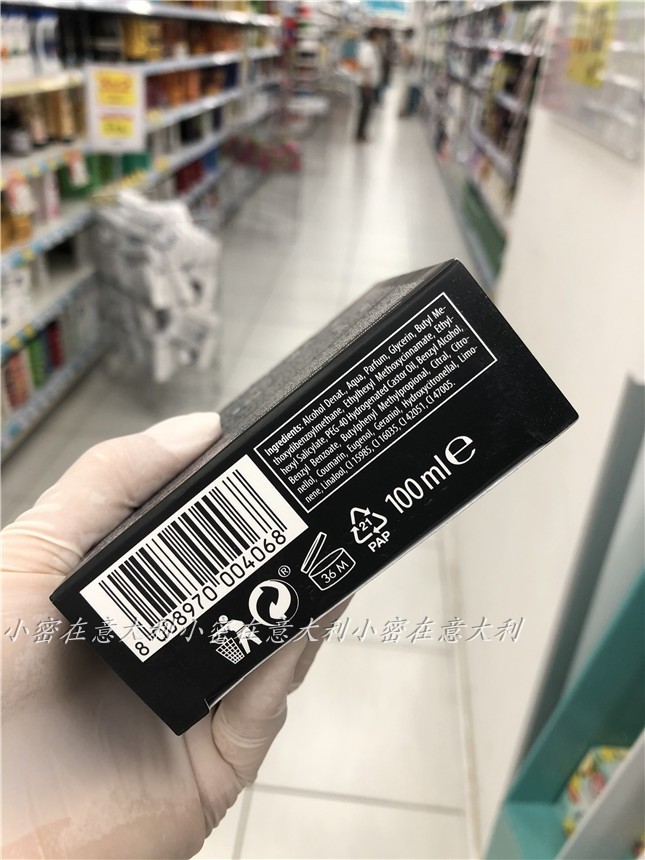 Ingredients: Alcohol Denat., Aqua, Parfum, Glycerin, Butyl Me-
thoxydibenzoylmethane, Ethylhexyl Methoxycinnamate, Ethyl-
hexyl Salicylate, PEG-40 Hydrogenated Castor Oil, Benzyl Alcohol,
Benzyl Benzoate, Butylphenyl Methylpropional, Citral, Citro-
nellol, Coumarin, Eugenol, Geraniol, Hydroxycitronellal, Limo-
nene, Linalool, CI 15985, CI 16035, CI 42051, CI 47005.
100 ml e
21
PAP
36 M
®
8 008970 004068
小密在意大利小密在意大利小密在意大利